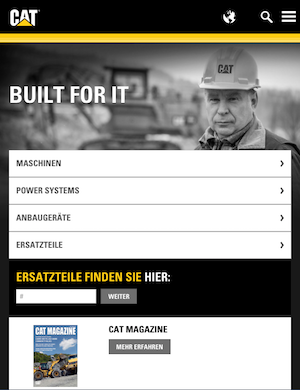 CAT
CAT
BUILT FOR IT
MASCHINEN
POWER SYSTEMS
ANBAUGERÄTE
ERSATZTEILE
ERSATZTEILE FINDEN SIE HIER:
#
WEITER
CAT MAGAZINE
CAT MAGAZINE
MEHR ERFAHREN